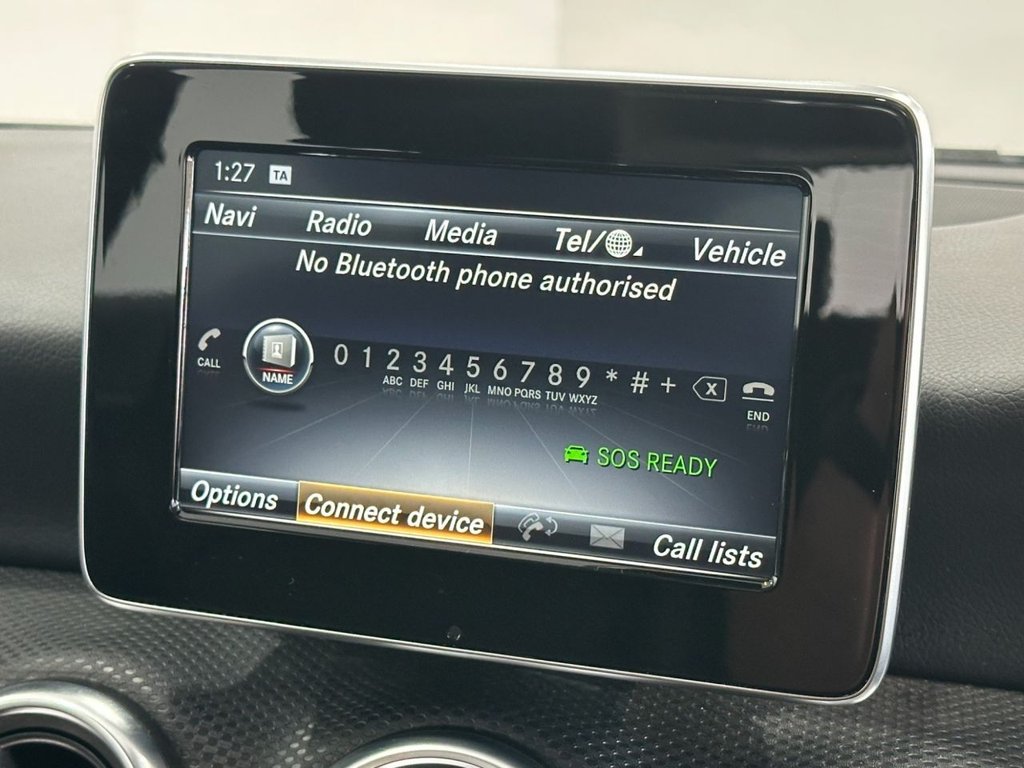 1:27 TA
Navi Radio Media Tel/ Vehicle
No Bluetooth phone authorised
0 1 2 3 4 5 6 7 8 9 * # + X
CALL NAME ABC DEF GHI JKL MNO PQRS TUV WXYZ END
SOS READY
Options Connect device Call lists